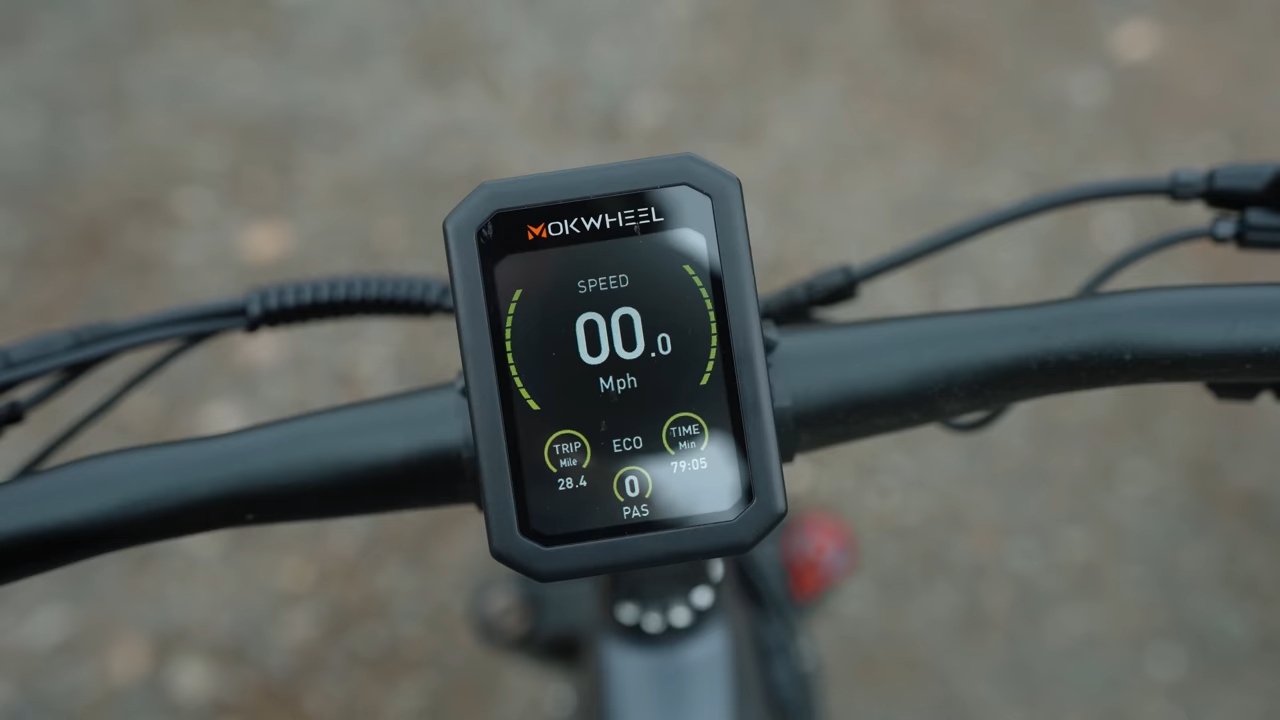 MOKWHEEL
SPEED
00.0
Mph
TRIP
Mile
28.4
ECO
0
PAS
TIME
Min
79:05